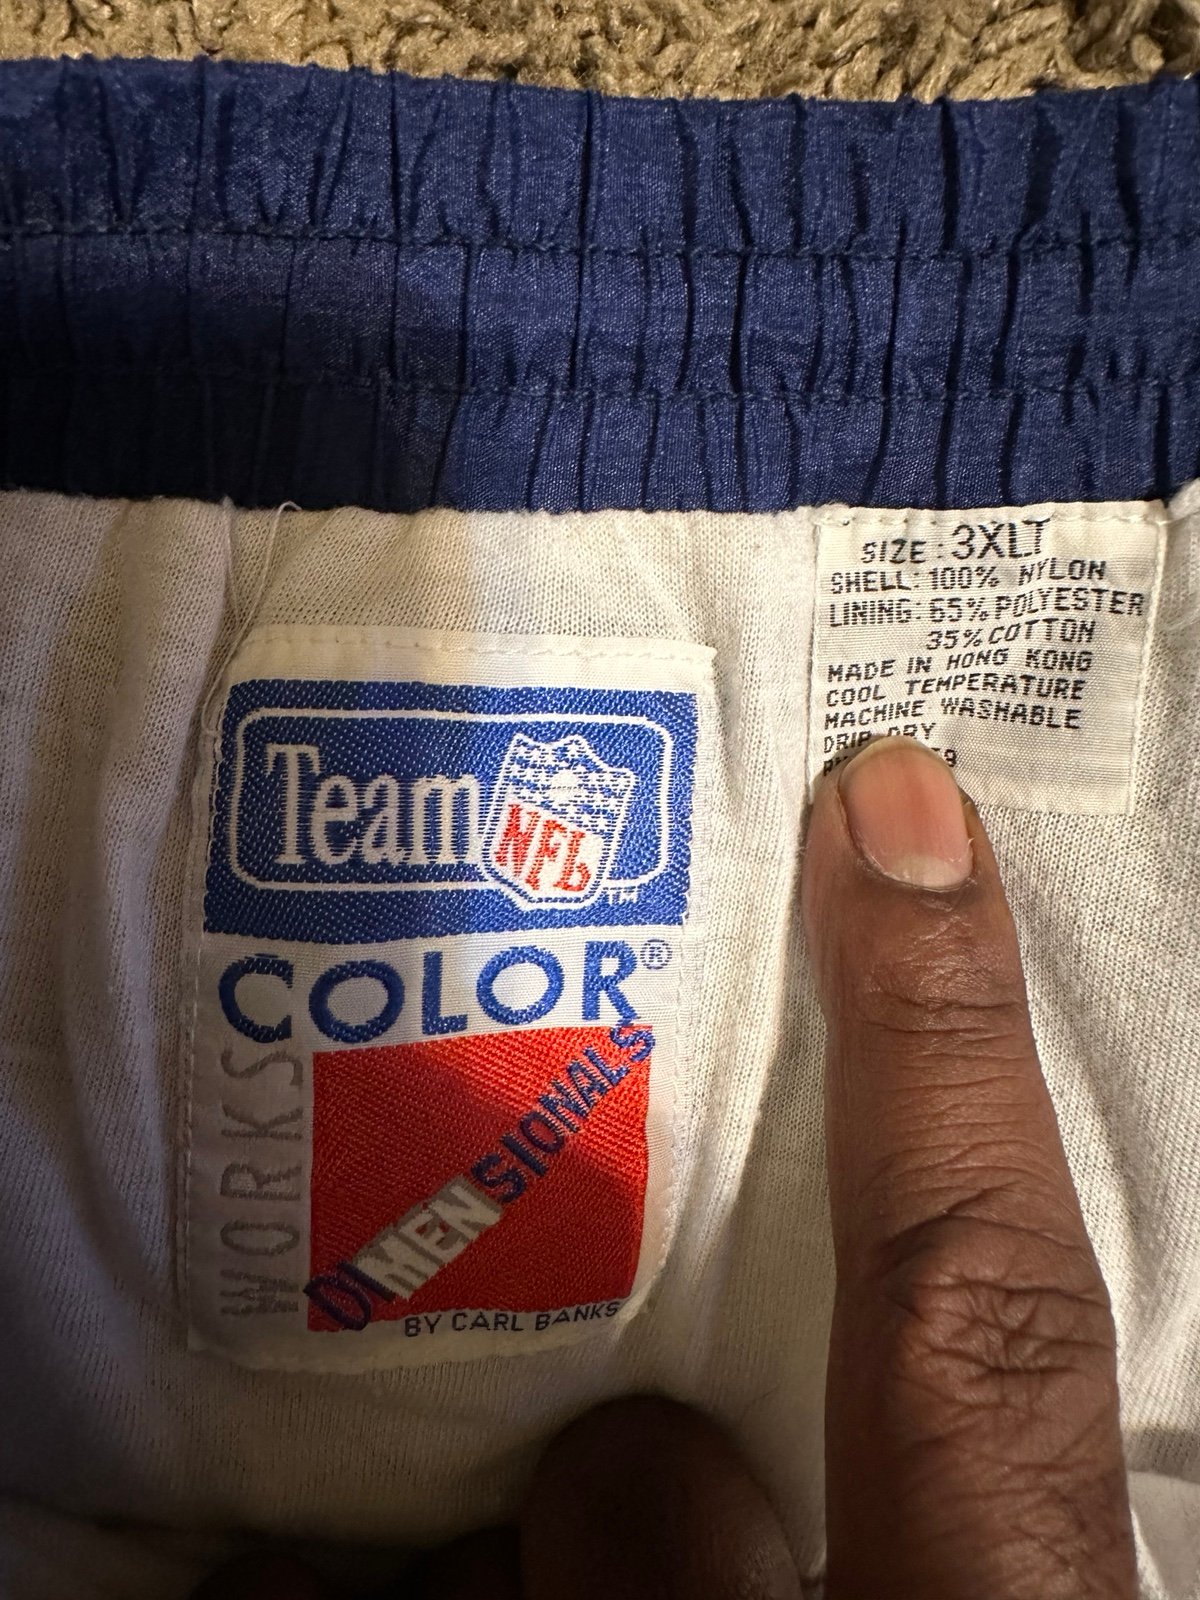 SIZE: 3XLT
SHELL: 100% NYLON
LINING: 65% POLYESTER
35% COTTON
MADE IN HONG KONG
COOL TEMPERATURE
MACHINE WASHABLE
DRIP DRY
Team NFL™
COLOR®
WORKS
DIMENSIONALS
BY CARL BANKS